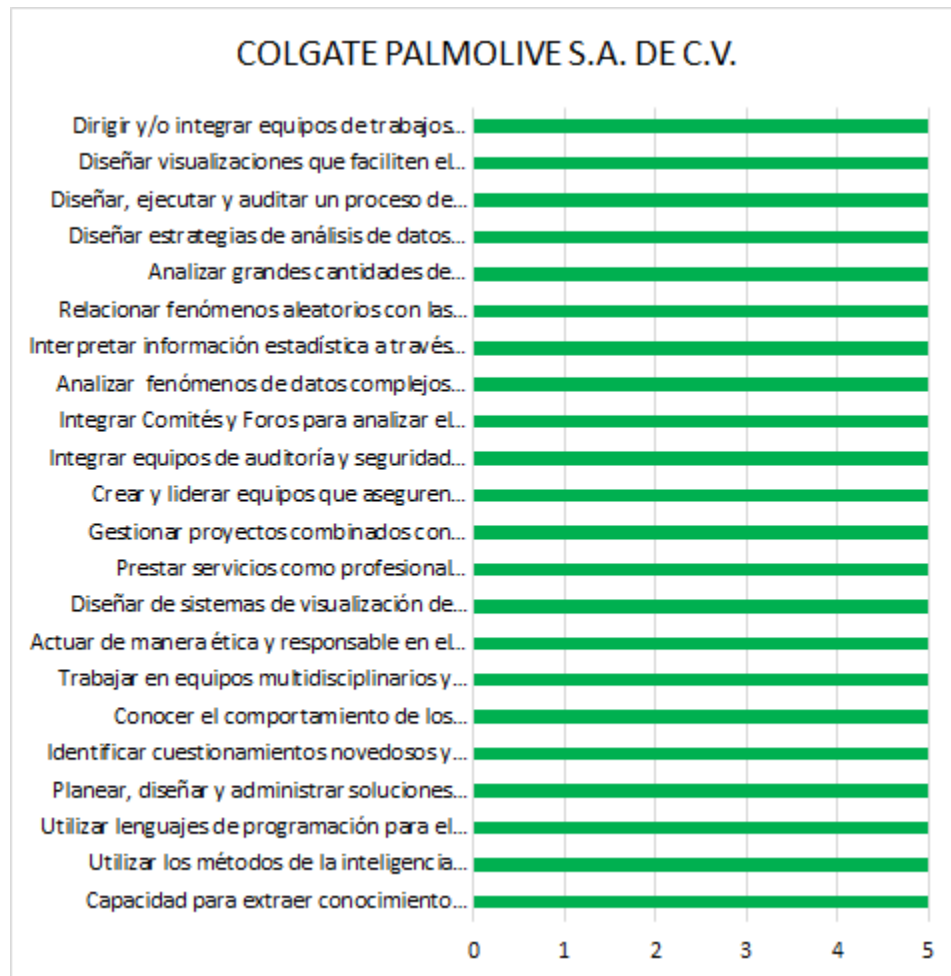 COLGATE PALMOLIVE S.A. DE C.V.
Dirigir y/o integrar equipos de trabajos...
Diseñar visualizaciones que faciliten el...
Diseñar, ejecutar y auditar un proceso de...
Diseñar estrategias de análisis de datos...
Analizar grandes cantidades de...
Relacionar fenómenos aleatorios con las...
Interpretar información estadística a través...
Analizar fenómenos de datos complejos...
Integrar Comités y Foros para analizar el...
Integrar equipos de auditoría y seguridad...
Crear y liderar equipos que aseguren...
Gestionar proyectos combinados con...
Prestar servicios como profesional...
Diseñar de sistemas de visualización de...
Actuar de manera ética y responsable en el...
Trabajar en equipos multidisciplinarios y...
Conocer el comportamiento de los...
Identificar cuestionamientos novedosos y...
Planear, diseñar y administrar soluciones...
Utilizar lenguajes de programación para el...
Utilizar los métodos de la inteligencia...
Capacidad para extraer conocimiento...
0 1 2 3 4 5